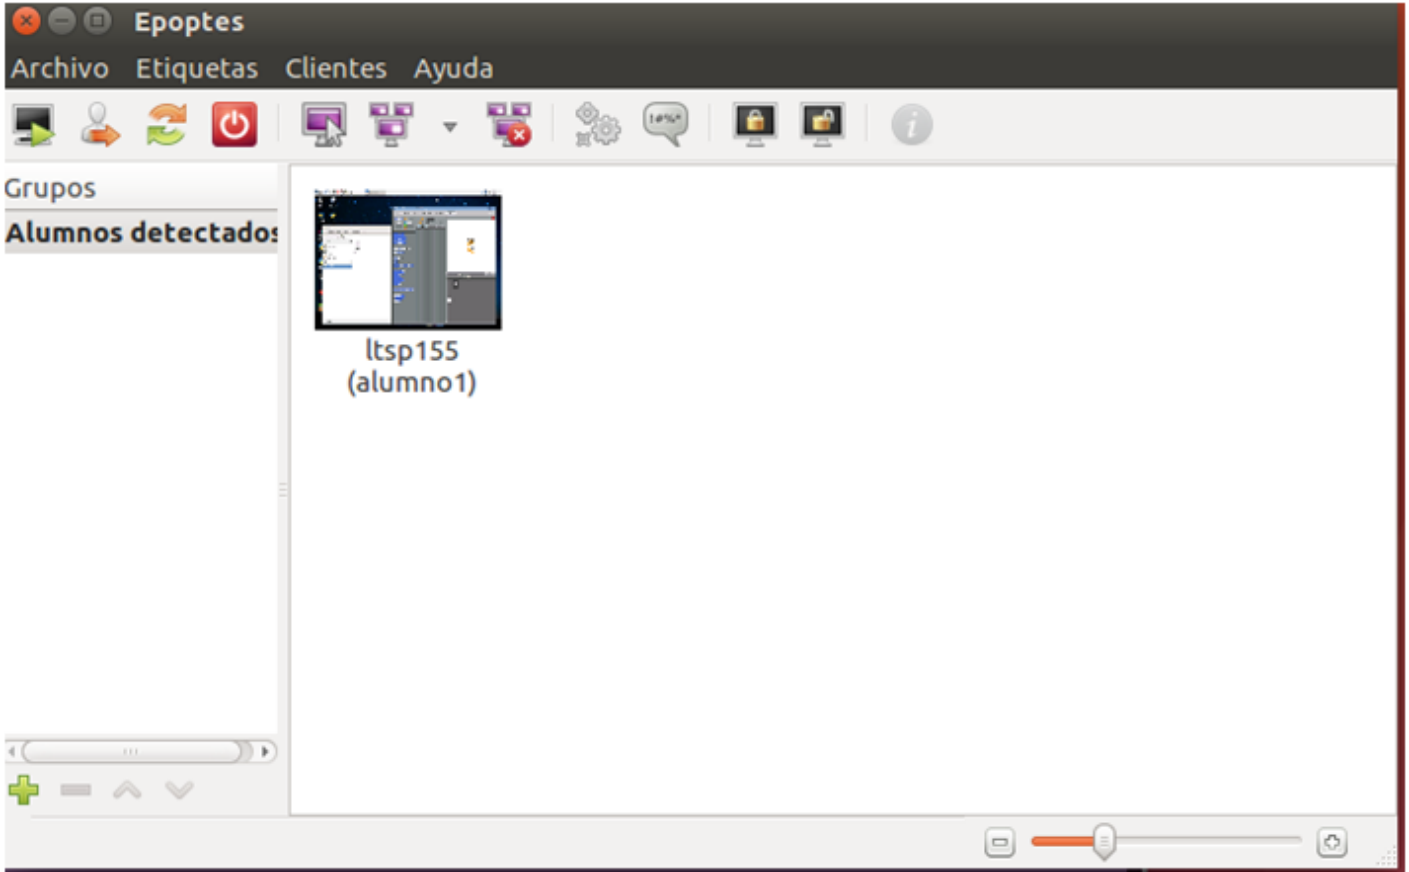 Epoptes
Archivo Etiquetas Clientes Ayuda
!#%*
Grupos
Alumnos detectados
ltsp155
(alumno1)